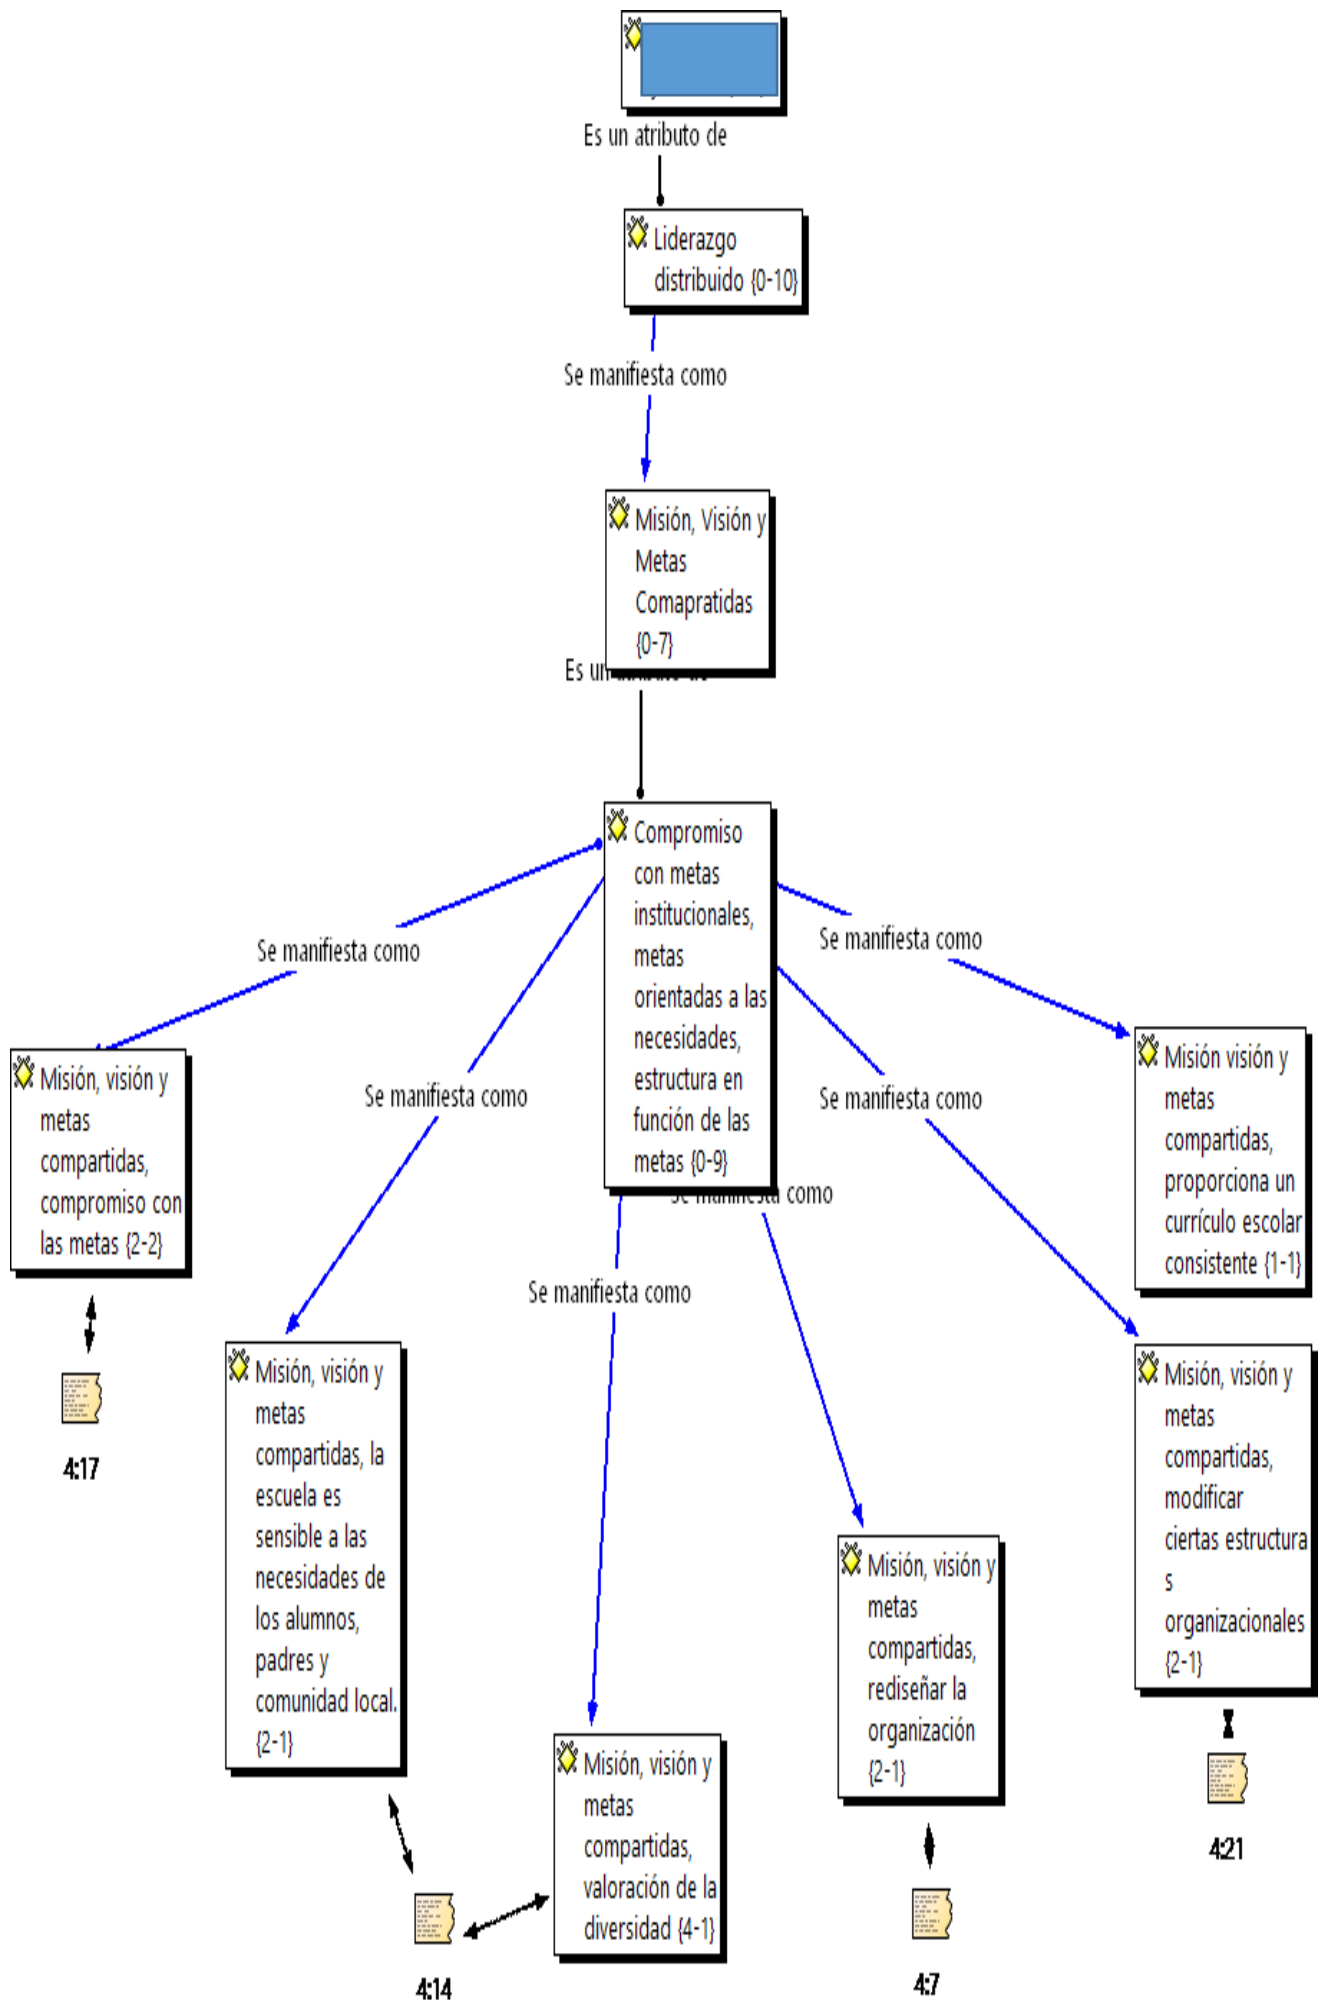 Es un atributo de
Liderazgo
distribuido {0-10}
Se manifiesta como
Misión, Visión y
Metas
Comapratidas
{0-7}
Es un atributo de
Compromiso
con metas
institucionales,
metas
orientadas a las
necesidades,
estructura en
función de las
metas {0-9}
Se manifiesta como
Se manifiesta como
Se manifiesta como
Se manifiesta como
Se manifiesta como
Se manifiesta como
Misión, visión y
metas
compartidas,
compromiso con
las metas {2-2}
4:17
Misión, visión y
metas
compartidas, la
escuela es
sensible a las
necesidades de
los alumnos,
padres y
comunidad local.
{2-1}
4:14
Misión, visión y
metas
compartidas,
valoración de la
diversidad {4-1}
Misión, visión y
metas
compartidas,
rediseñar la
organización
{2-1}
4:7
Misión visión y
metas
compartidas,
proporciona un
currículo escolar
consistente {1-1}
Misión, visión y
metas
compartidas,
modificar
ciertas estructura
s
organizacionales
{2-1}
4:21